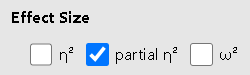 Effect Size
η² partial η² ω²